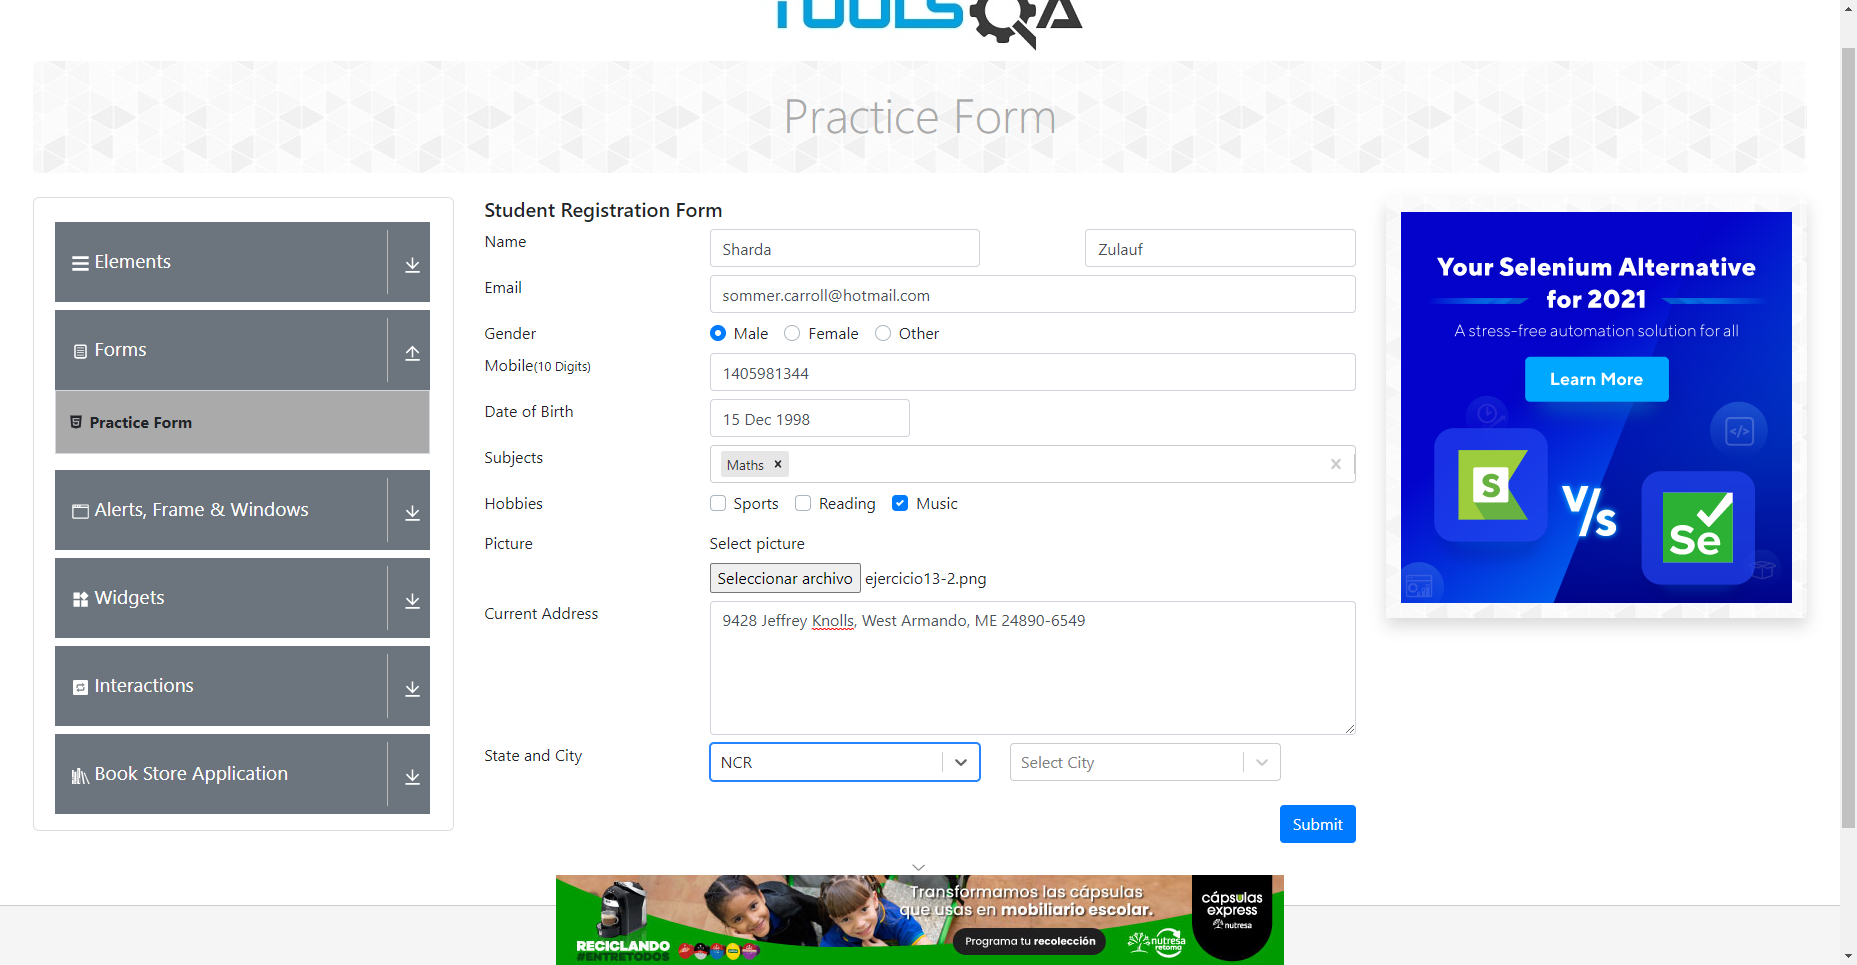 TOOLSQA
Practice Form
Elements
Forms
Practice Form
Alerts, Frame & Windows
Widgets
Interactions
Book Store Application
Student Registration Form
Name
Sharda
Zulauf
Email
sommer.carroll@hotmail.com
Gender
Male Female Other
Mobile(10 Digits)
1405981344
Date of Birth
15 Dec 1998
Subjects
Maths ×
Hobbies
Sports Reading Music
Picture
Select picture
Seleccionar archivo ejercicio13-2.png
Current Address
9428 Jeffrey Knolls, West Armando, ME 24890-6549
State and City
NCR
Select City
Submit
Your Selenium Alternative
for 2021
A stress-free automation solution for all
Learn More
</>
S
V/s
Se
Transformamos las cápsulas
que usas en mobiliario escolar.
Programa tu recolección
RECICLANDO
#ENTRETODOS
nutresa
retoma
cápsulas
express
nutresa